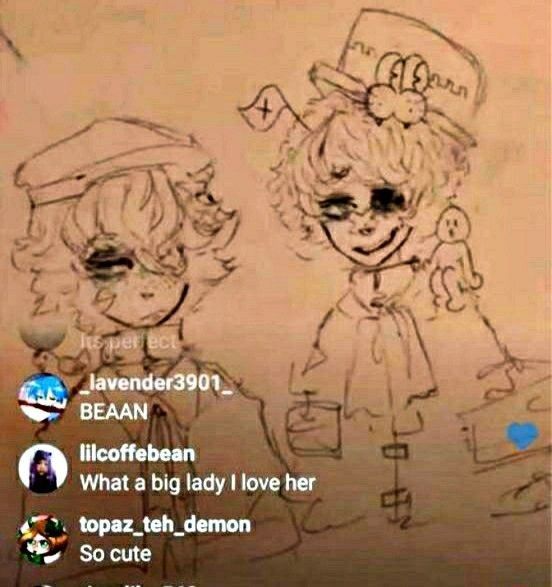 Its perfect
_lavender3901_
BEAAN
lilcoffebean
What a big lady I love her
topaz_teh_demon
So cute